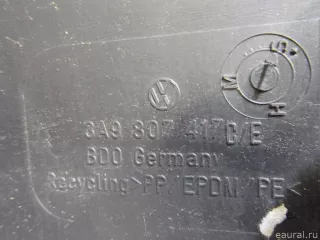 S
M
H
3A9 807 417 C/E
BDO Germany
Recycling >PP/EPDM/PE<
eaural.ru